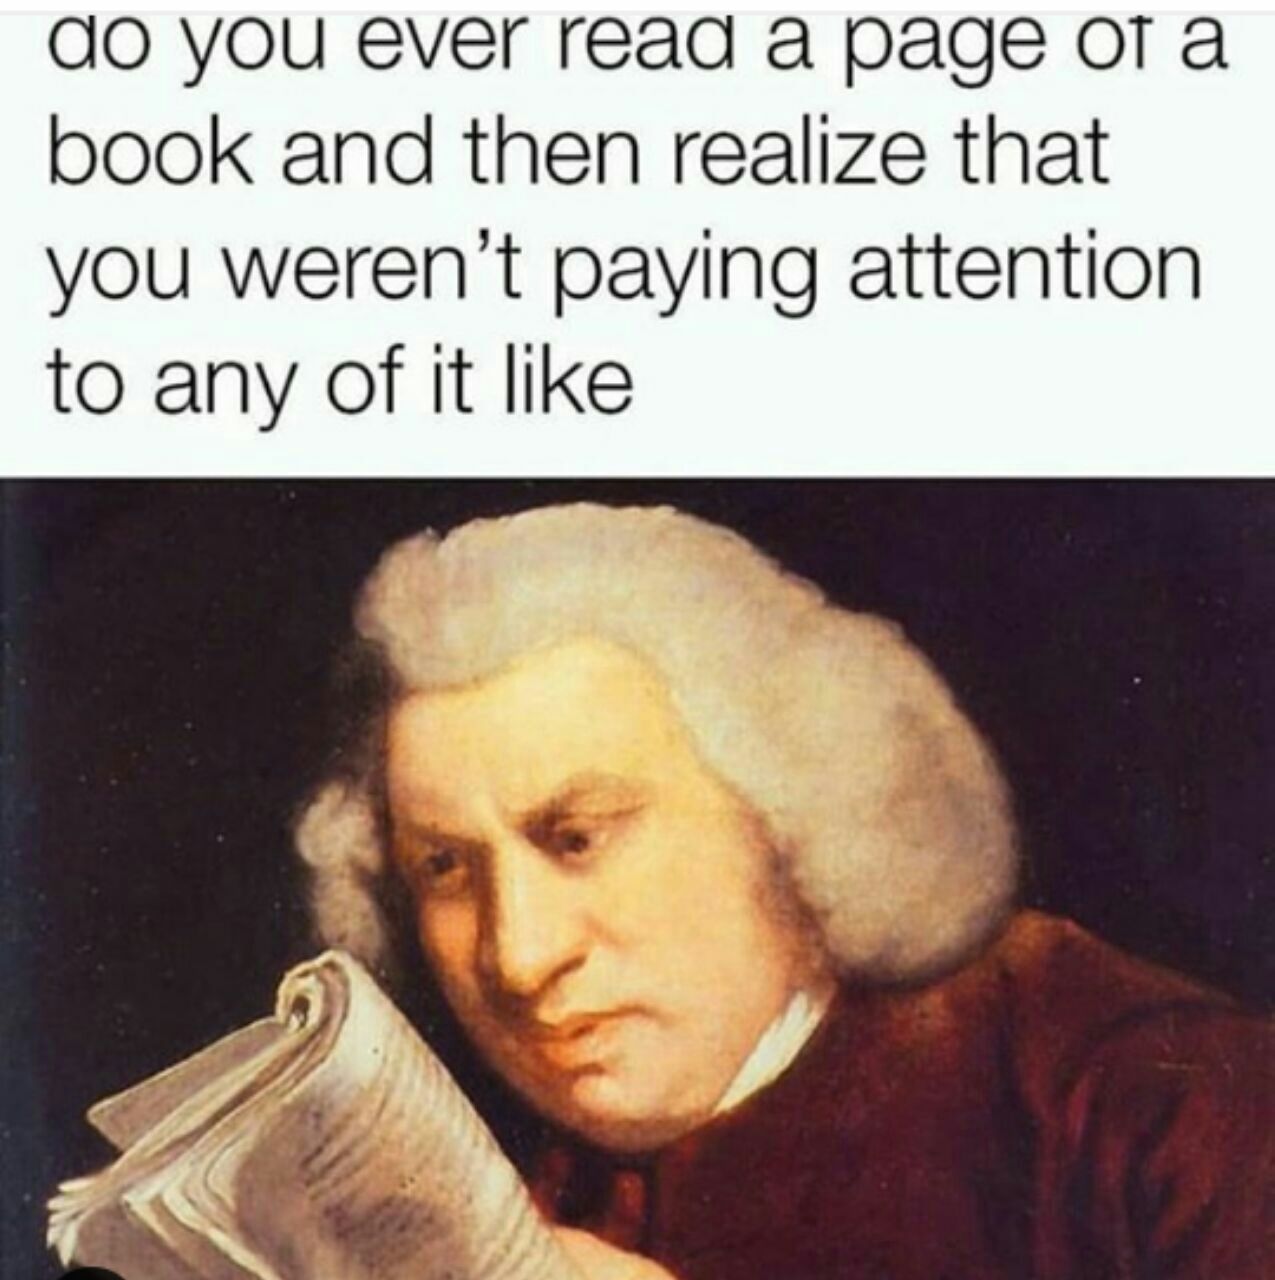 do you ever read a page of a
book and then realize that
you weren't paying attention
to any of it like